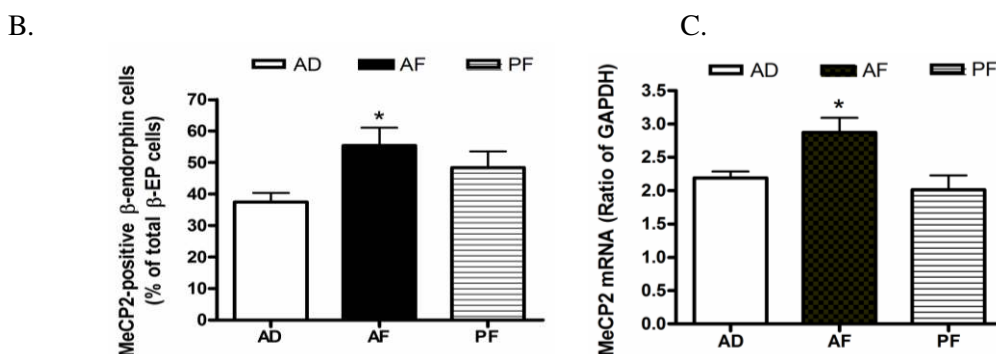 B.
C.
AD AF PF
MeCP2-positive β-endorphin cells
(% of total β-EP cells)
70
60
50
40
30
20
10
0
*
AD AF PF
AD AF PF
MeCP2 mRNA (Ratio of GAPDH)
3.5
3.0
2.5
2.0
1.5
1.0
0.5
0.0
*
AD AF PF